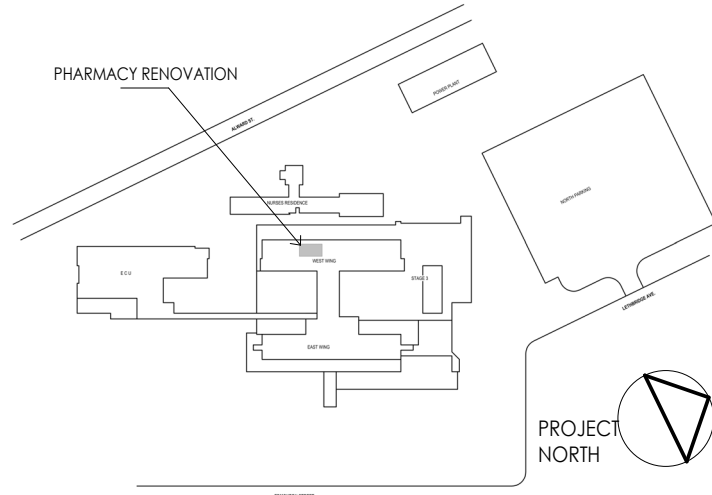 PHARMACY RENOVATION
POWER PLANT
ALWARD ST.
NORTH PARKING
NURSES RESIDENCE
WEST WING
E C U
STAGE 3
LETHBRIDGE AVE.
EAST WING
PROJECT
NORTH